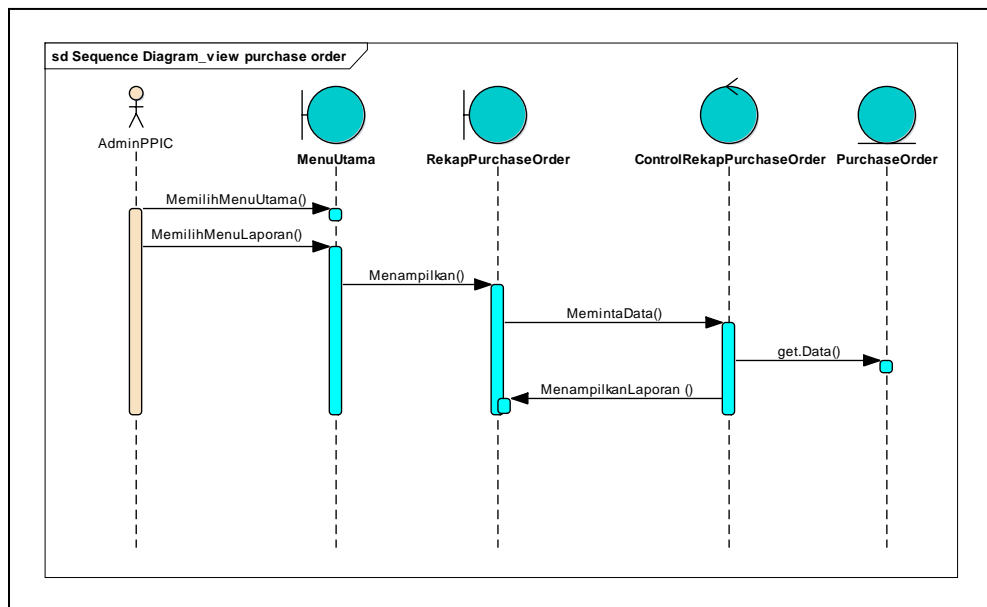 sd Sequence Diagram_view purchase order
AdminPPIC
MenuUtama
RekapPurchaseOrder
ControlRekapPurchaseOrder
PurchaseOrder
MemilihMenuUtama()
MemilihMenuLaporan()
Menampilkan()
MemintaData()
get.Data()
MenampilkanLaporan ()